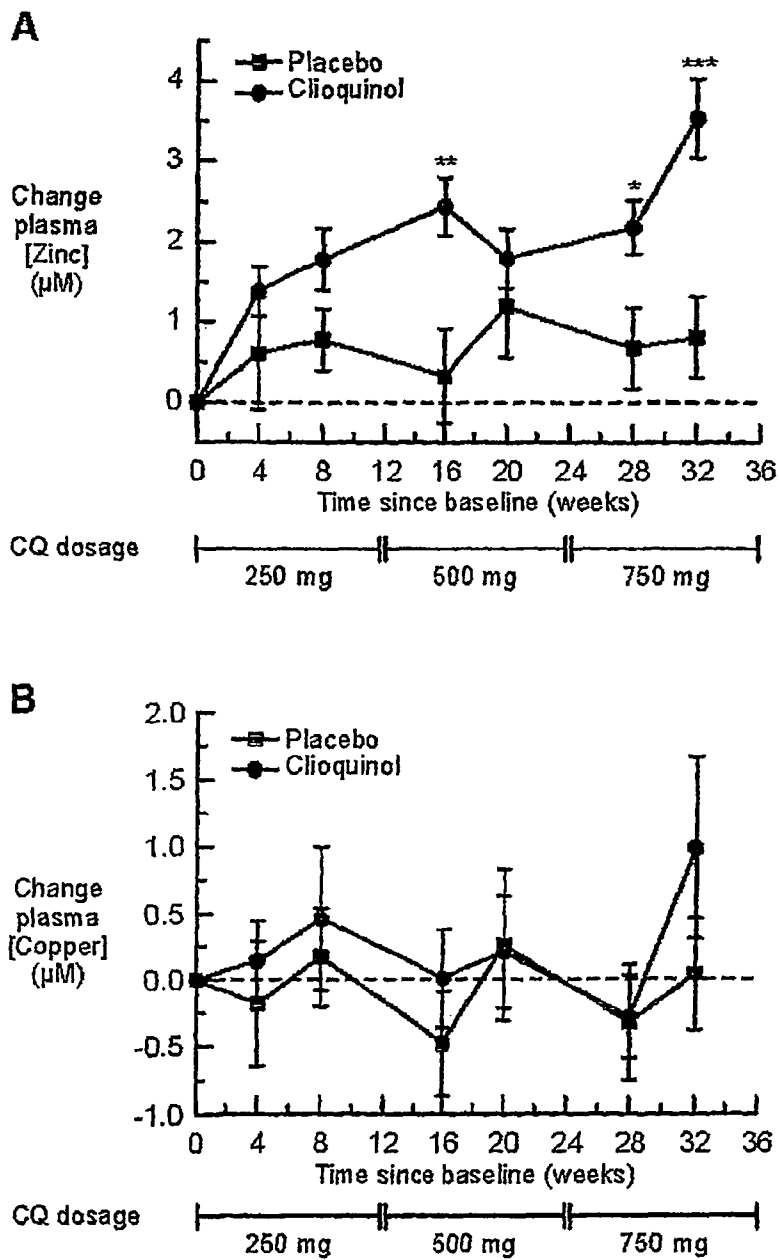 A
Placebo
Clioquinol
4
3
2
1
0
Change
plasma
[Zinc]
(µM)
**
*
***
0 4 8 12 16 20 24 28 32 36
Time since baseline (weeks)
CQ dosage
250 mg 500 mg 750 mg
B
Placebo
Clioquinol
2.0
1.5
1.0
0.5
0.0
-0.5
-1.0
Change
plasma
[Copper]
(µM)
0 4 8 12 16 20 24 28 32 36
Time since baseline (weeks)
CQ dosage
250 mg 500 mg 750 mg